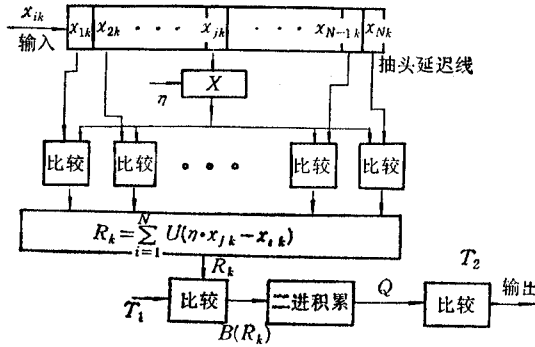 x_{ik}
输入
x_{1k} x_{2k} x_{jk} x_{N-1k} x_{Nk}
抽头延迟线
η
X
比较 比较 比较 比较
R_k=\sum_{i=1}^{N} U(η·x_{jk}-x_{ik})
R_k
T_1
比较
B(R_k)
二进积累
Q
T_2
比较
输出